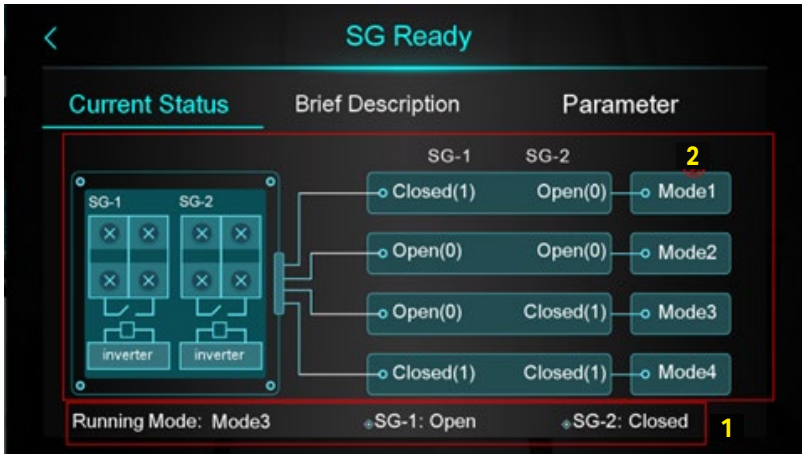 SG Ready
Current Status Brief Description Parameter
SG-1 SG-2 2
SG-1 SG-2
Closed(1) Open(0) Mode1
Open(0) Open(0) Mode2
Open(0) Closed(1) Mode3
inverter inverter
Closed(1) Closed(1) Mode4
Running Mode: Mode3 SG-1: Open SG-2: Closed 1